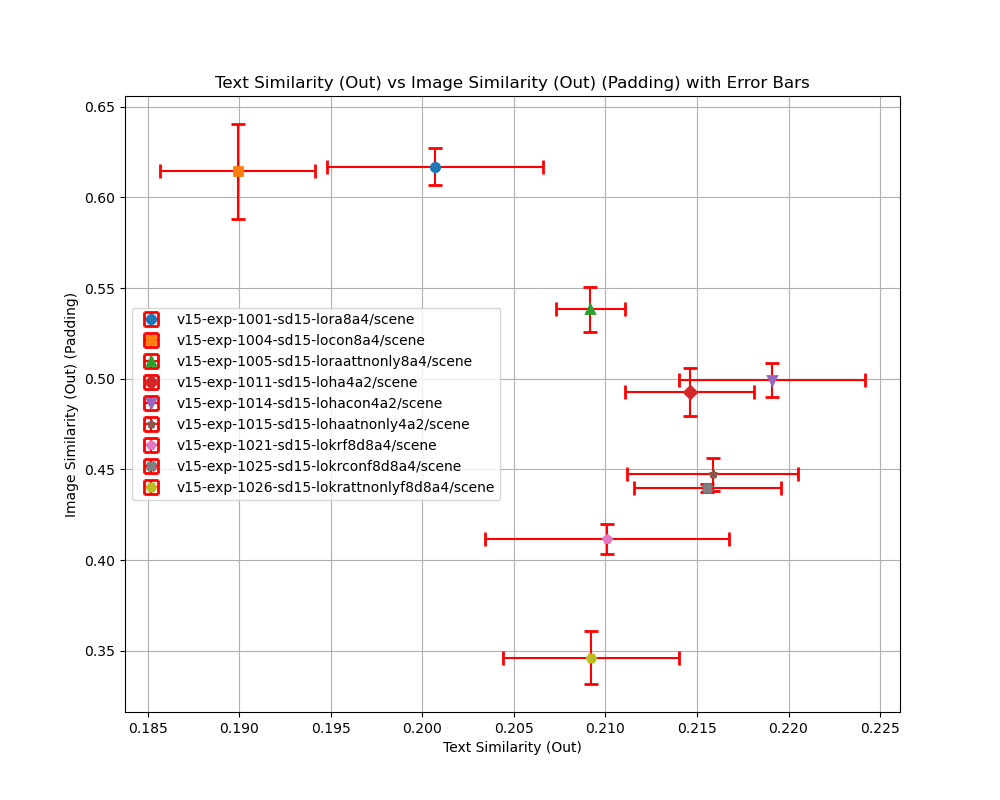 Text Similarity (Out) vs Image Similarity (Out) (Padding) with Error Bars
0.65
0.60
0.55
0.50
0.45
0.40
0.35
Image Similarity (Out) (Padding)
v15-exp-1001-sd15-lora8a4/scene
v15-exp-1004-sd15-locon8a4/scene
v15-exp-1005-sd15-loraattnonly8a4/scene
v15-exp-1011-sd15-loha4a2/scene
v15-exp-1014-sd15-lohacon4a2/scene
v15-exp-1015-sd15-lohaatnonly4a2/scene
v15-exp-1021-sd15-lokrf8d8a4/scene
v15-exp-1025-sd15-lokrconf8d8a4/scene
v15-exp-1026-sd15-lokrattnonlyf8d8a4/scene
0.185 0.190 0.195 0.200 0.205 0.210 0.215 0.220 0.225
Text Similarity (Out)